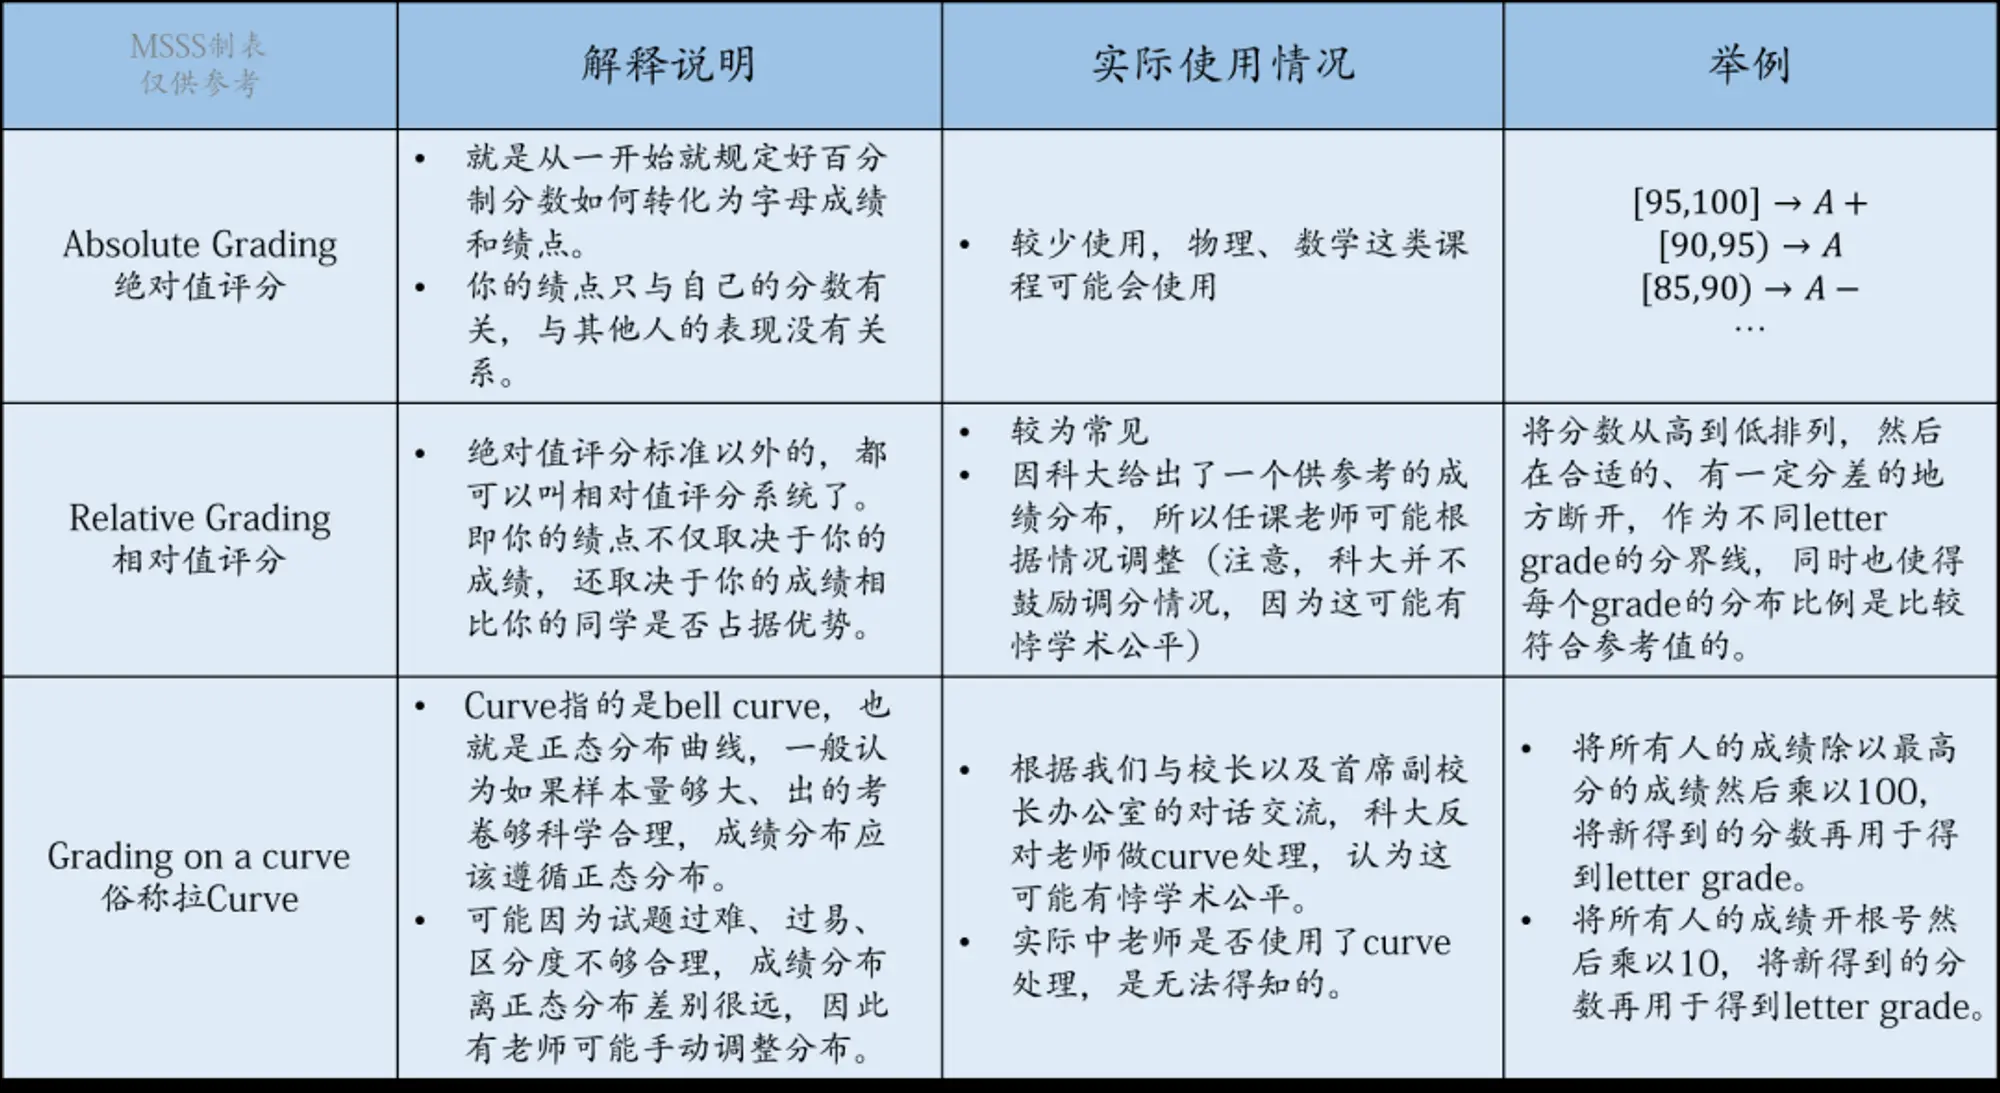 MSSS制表
仅供参考
解释说明
实际使用情况
举例
Absolute Grading
绝对值评分
• 就是从一开始就规定好百分
制分数如何转化为字母成绩
和绩点。
• 你的绩点只与自己的分数有
关，与其他人的表现没有关
系。
• 较少使用，物理、数学这类课
程可能会使用
[95,100] → A +
[90,95) → A
[85,90) → A −
…
Relative Grading
相对值评分
• 绝对值评分标准以外的，都
可以叫相对值评分系统了。
即你的绩点不仅取决于你的
成绩，还取决于你的成绩相
比你的同学是否占据优势。
• 较为常见
• 因科大给出了一个供参考的成
绩分布，所以任课老师可能根
据情况调整（注意，科大并不
鼓励调分情况，因为这可能有
悖学术公平）
将分数从高到低排列，然后
在合适的、有一定分差的地
方断开，作为不同letter
grade的分界线，同时也使得
每个grade的分布比例是比较
符合参考值的。
Grading on a curve
俗称拉Curve
• Curve指的是bell curve，也
就是正态分布曲线，一般认
为如果样本量够大、出的考
卷够科学合理，成绩分布应
该遵循正态分布。
• 可能因为试题过难、过易、
区分度不够合理，成绩分布
离正态分布差别很远，因此
有老师可能手动调整分布。
• 根据我们与校长以及首席副校
长办公室的对话交流，科大反
对老师做curve处理，认为这
可能有悖学术公平。
• 实际中老师是否使用了curve
处理，是无法得知的。
• 将所有人的成绩除以最高
分的成绩然后乘以100，
将新得到的分数再用于得
到letter grade。
• 将所有人的成绩开根号然
后乘以10，将新得到的分
数再用于得到letter grade。